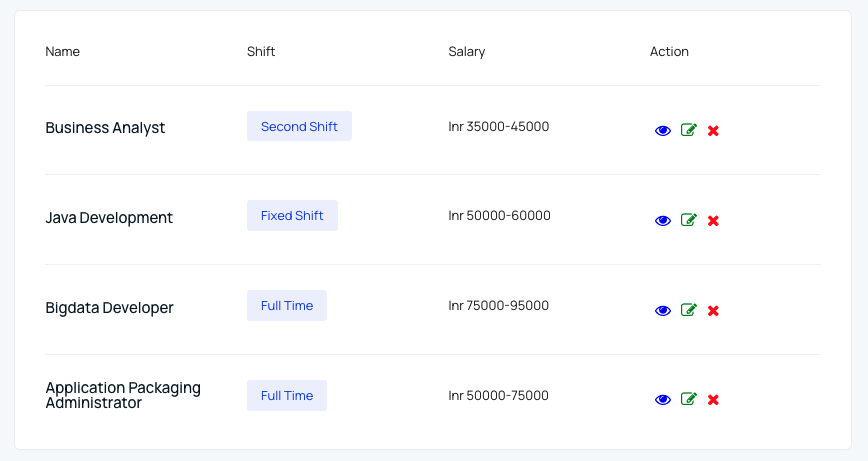 Name Shift Salary Action
Business Analyst Second Shift Inr 35000-45000
Java Development Fixed Shift Inr 50000-60000
Bigdata Developer Full Time Inr 75000-95000
Application Packaging
Administrator Full Time Inr 50000-75000